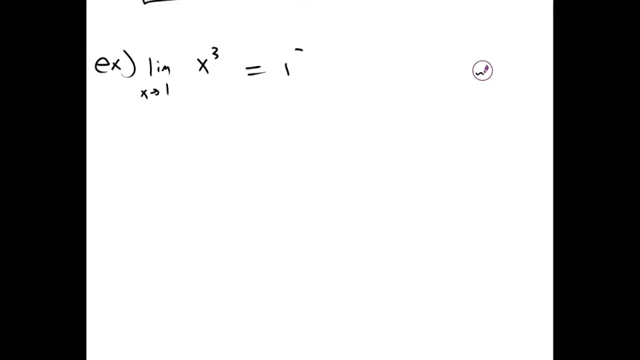 ex) lim x³ = 1
x→1